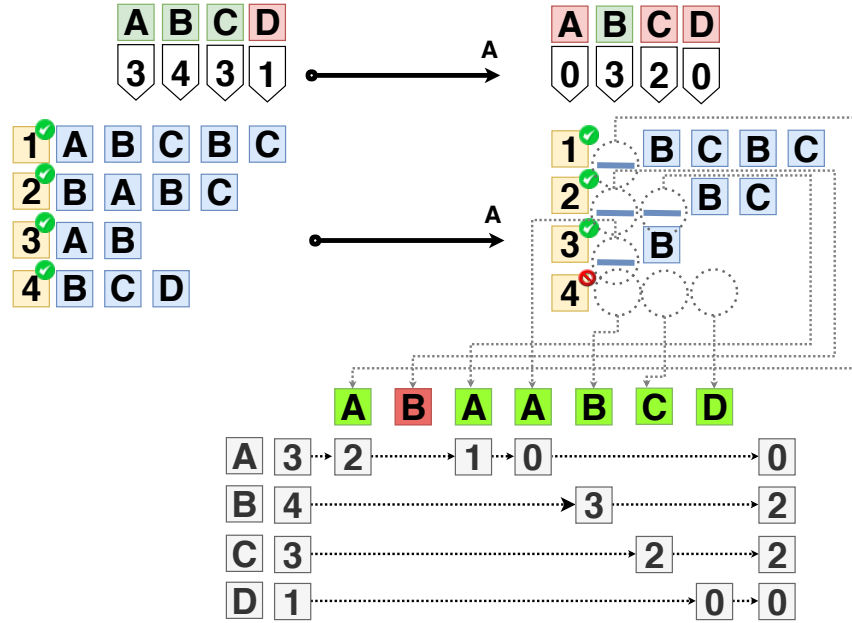 A B C D A B C D
3 4 3 1 A 0 3 2 0
1 A B C B C 1 B C B C
2 B A B C 2 B C
A
3 A B 3 B
4 B C D 4
A B A A B C D
A 3 2 1 0 0
B 4 3 2
C 3 2 2
D 1 0 0